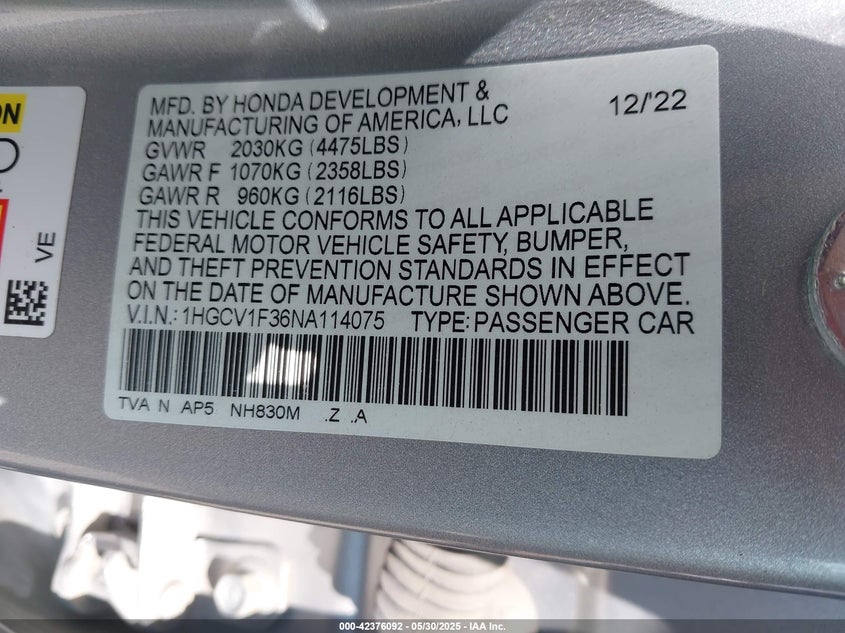 ON
VE
MFD. BY HONDA DEVELOPMENT &
MANUFACTURING OF AMERICA, LLC
12/'22
GVWR 2030KG (4475LBS)
GAWR F 1070KG (2358LBS)
GAWR R 960KG (2116LBS)
THIS VEHICLE CONFORMS TO ALL APPLICABLE
FEDERAL MOTOR VEHICLE SAFETY, BUMPER,
AND THEFT PREVENTION STANDARDS IN EFFECT
ON THE DATE OF MANUFACTURE SHOWN ABOVE.
V.I.N.: 1HGCV1F36NA114075 TYPE: PASSENGER CAR
TVA N AP5 NH830M .Z .A
000-42376092 - 05/30/2025 - IAA Inc.